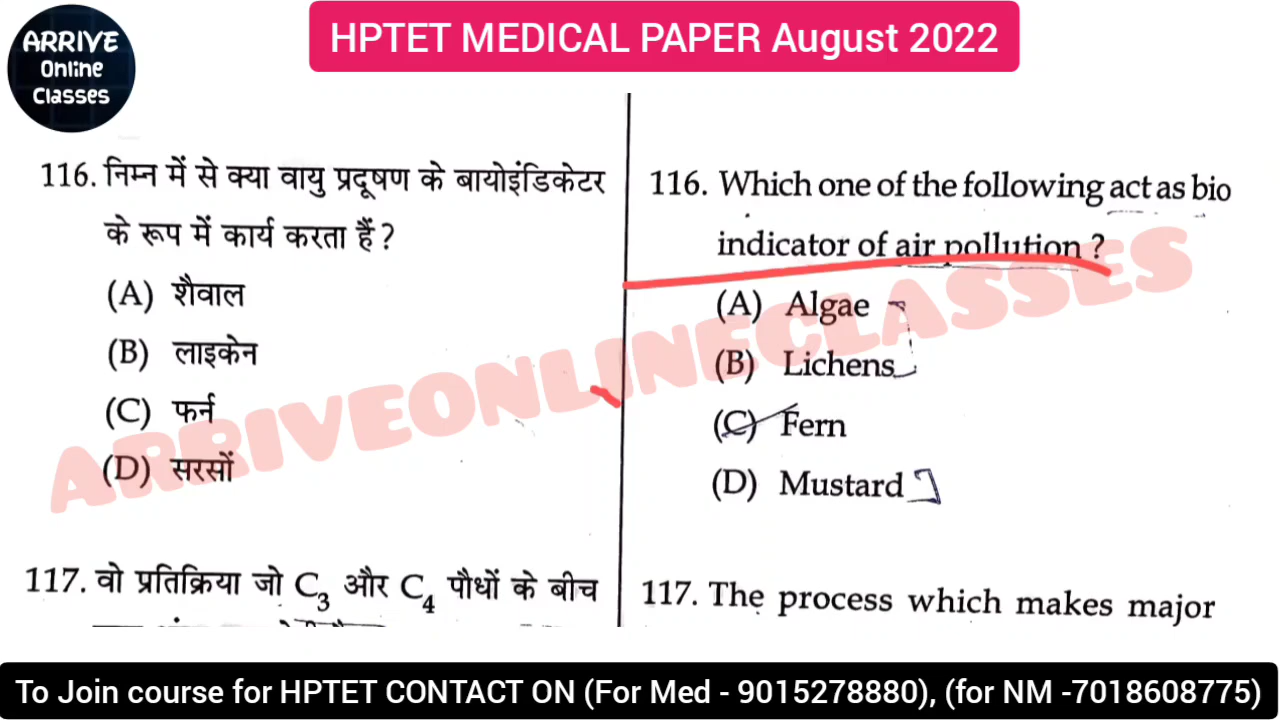 ARRIVE
Online
Classes
HPTET MEDICAL PAPER August 2022
116. निम्न में से क्या वायु प्रदूषण के बायोइंडिकेटर
के रूप में कार्य करता हैं ?
(A) शैवाल
(B) लाइकेन
(C) फर्न
(D) सरसों
117. वो प्रतिक्रिया जो C₃ और C₄ पौधों के बीच
116. Which one of the following act as bio
indicator of air pollution ?
(A) Algae
(B) Lichens
(C) Fern
(D) Mustard
117. The process which makes major
ARRIVEONLINECLASSES
To Join course for HPTET CONTACT ON (For Med - 9015278880), (for NM -7018608775)